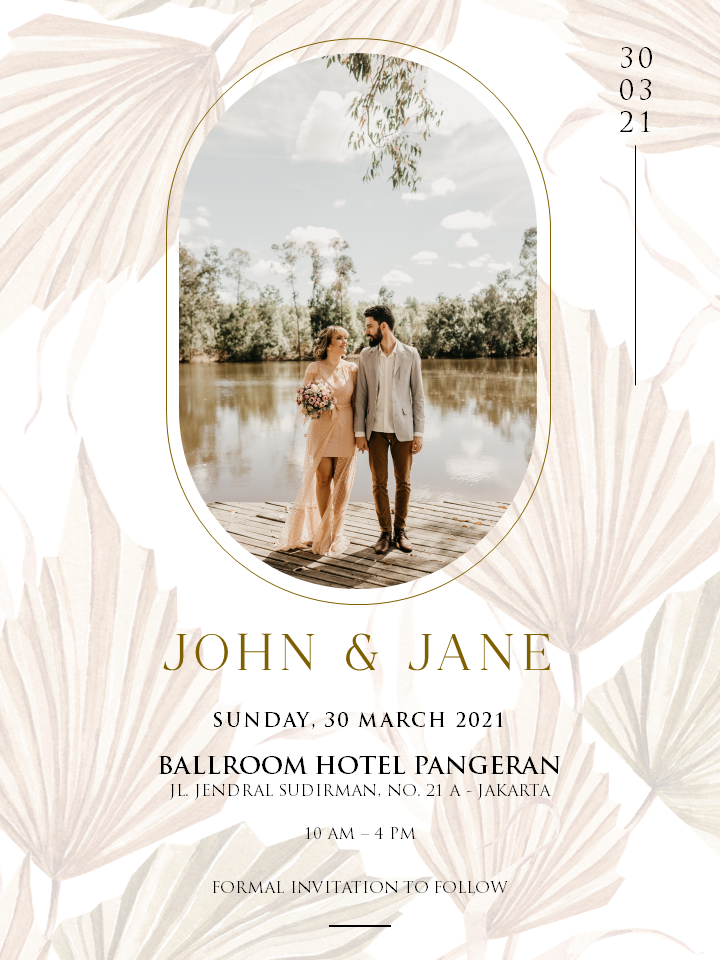 30
03
21
JOHN & JANE
SUNDAY, 30 MARCH 2021
BALLROOM HOTEL PANGERAN
JL. JENDRAL SUDIRMAN, NO. 21 A - JAKARTA
10 AM – 4 PM
FORMAL INVITATION TO FOLLOW